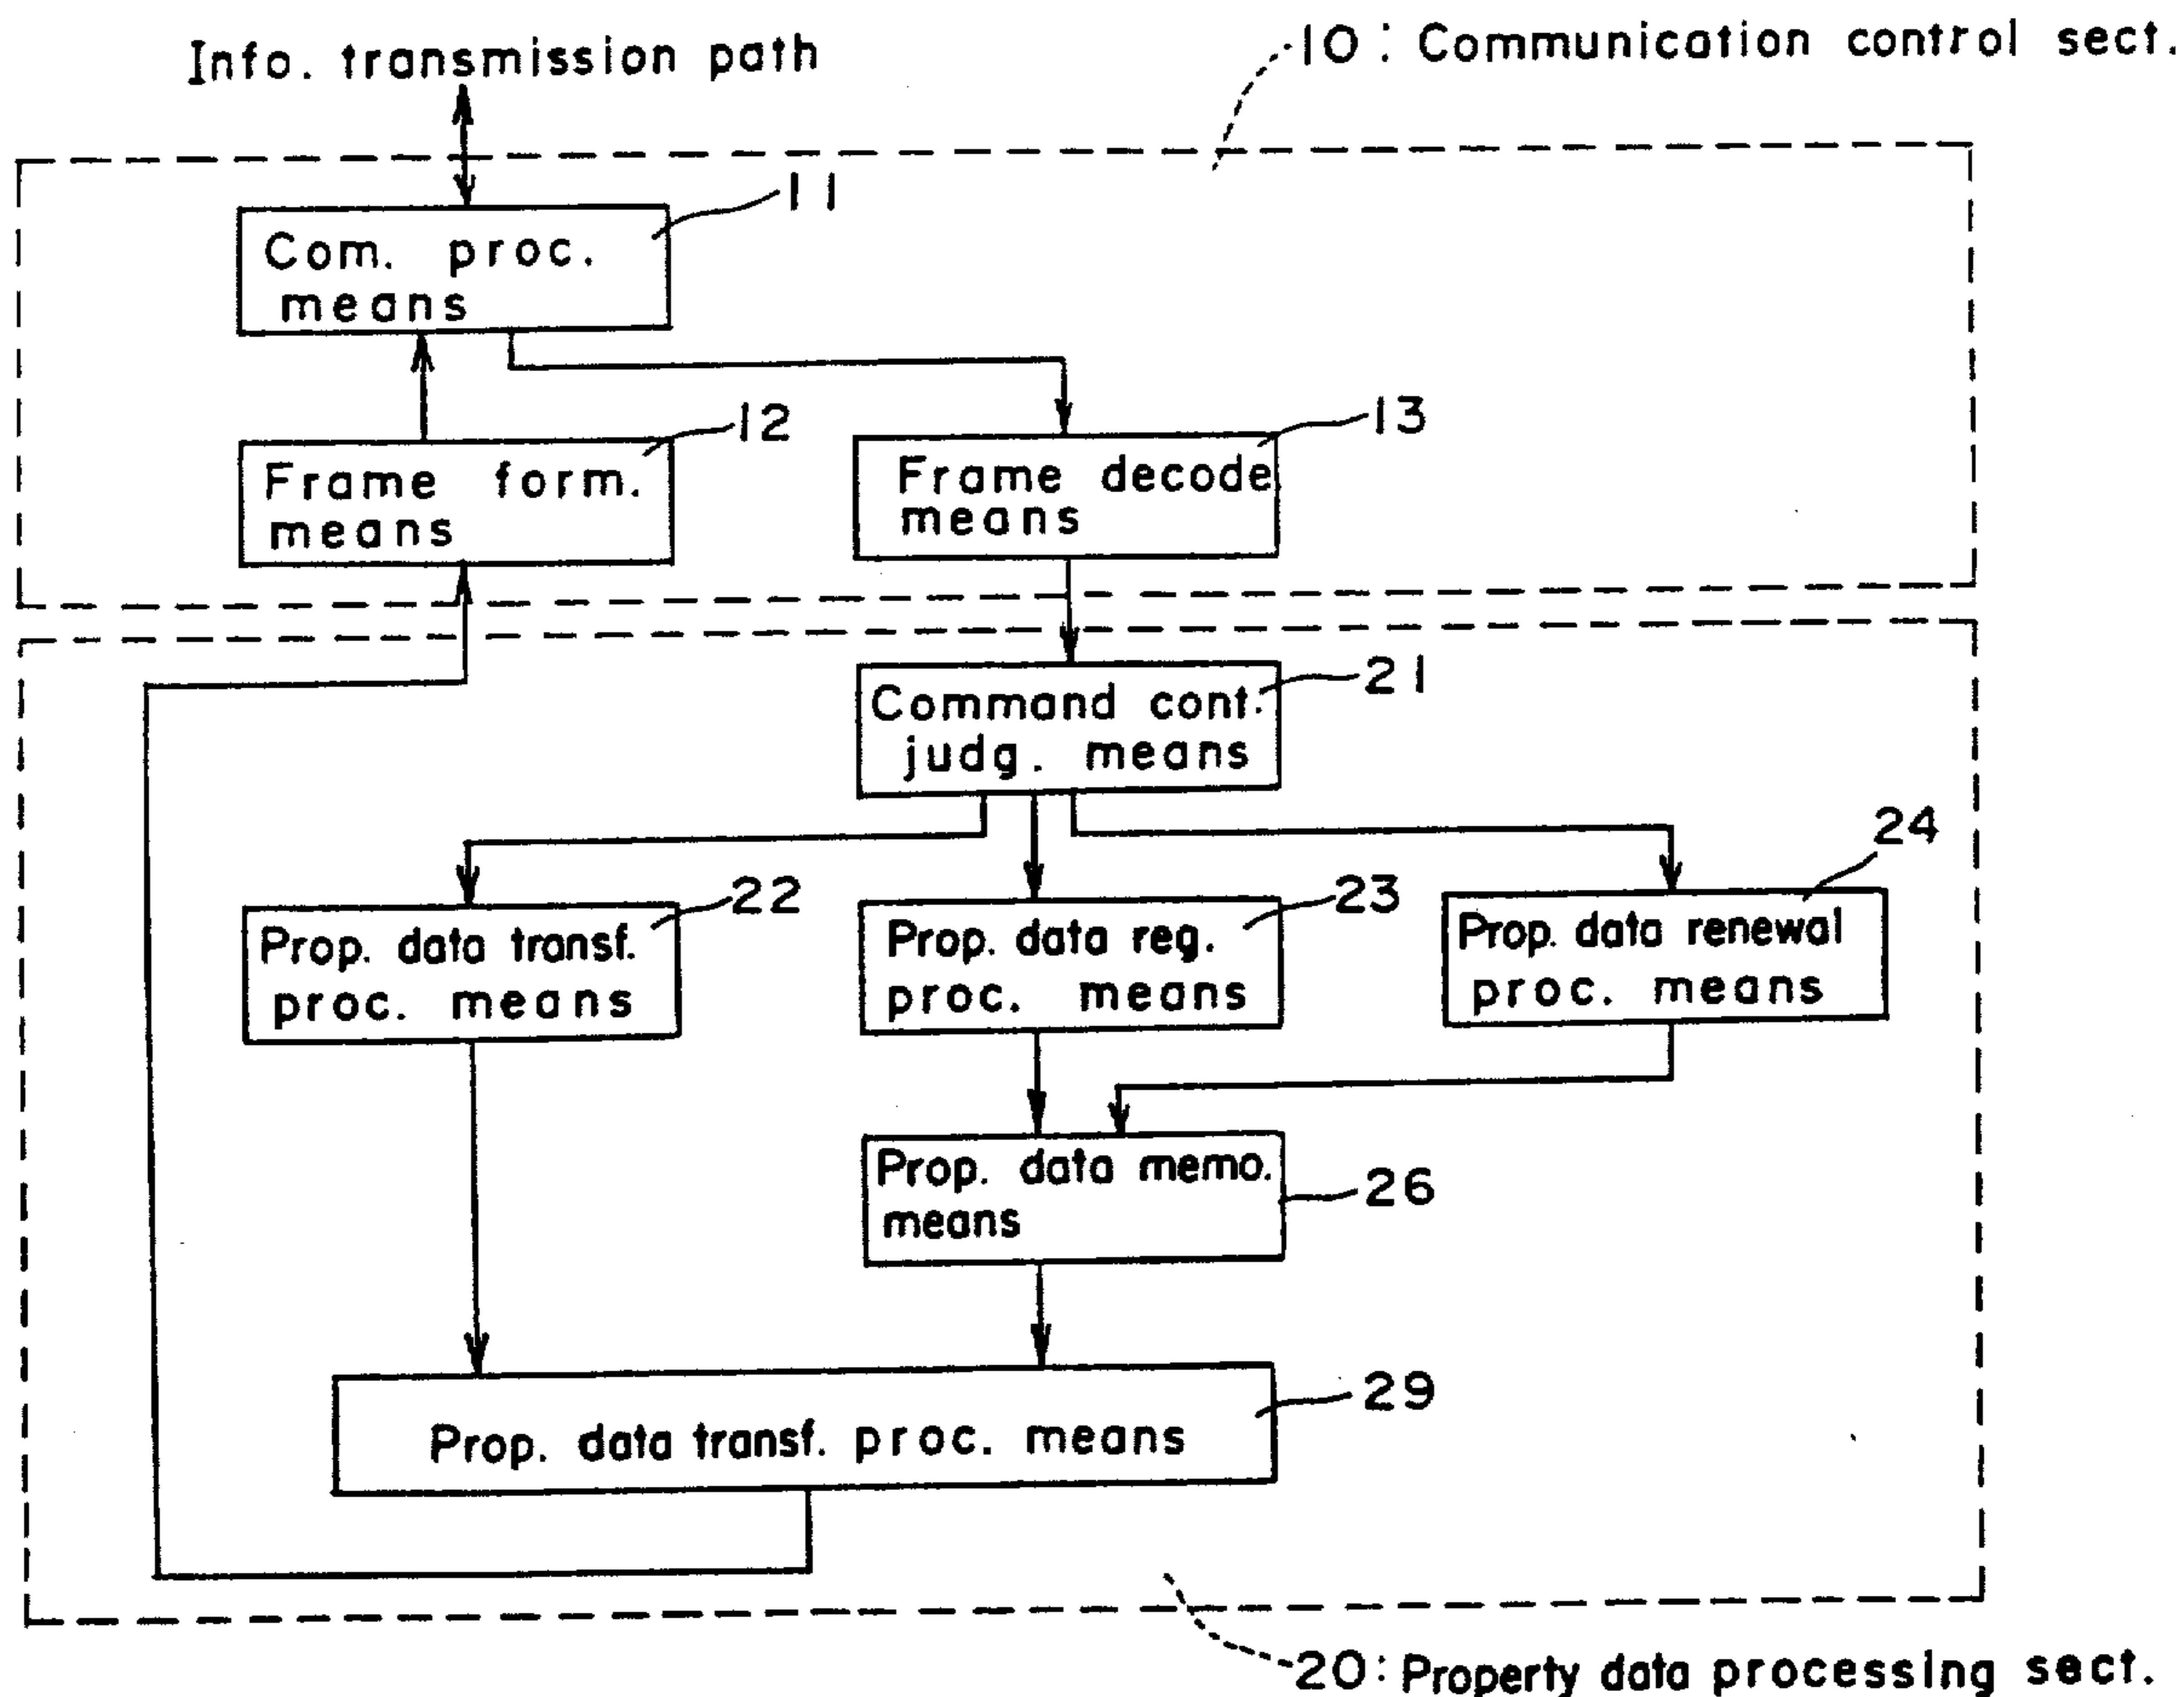 Info. transmission path
10: Communication control sect.
11
Com. proc.
means
12
Frame form.
means
13
Frame decode
means
21
Command cont.
judg. means
22
Prop. data transf.
proc. means
23
Prop. data reg.
proc. means
24
Prop. data renewal
proc. means
Prop. data memo.
means
26
29
Prop. data transf. proc. means
20: Property data processing sect.